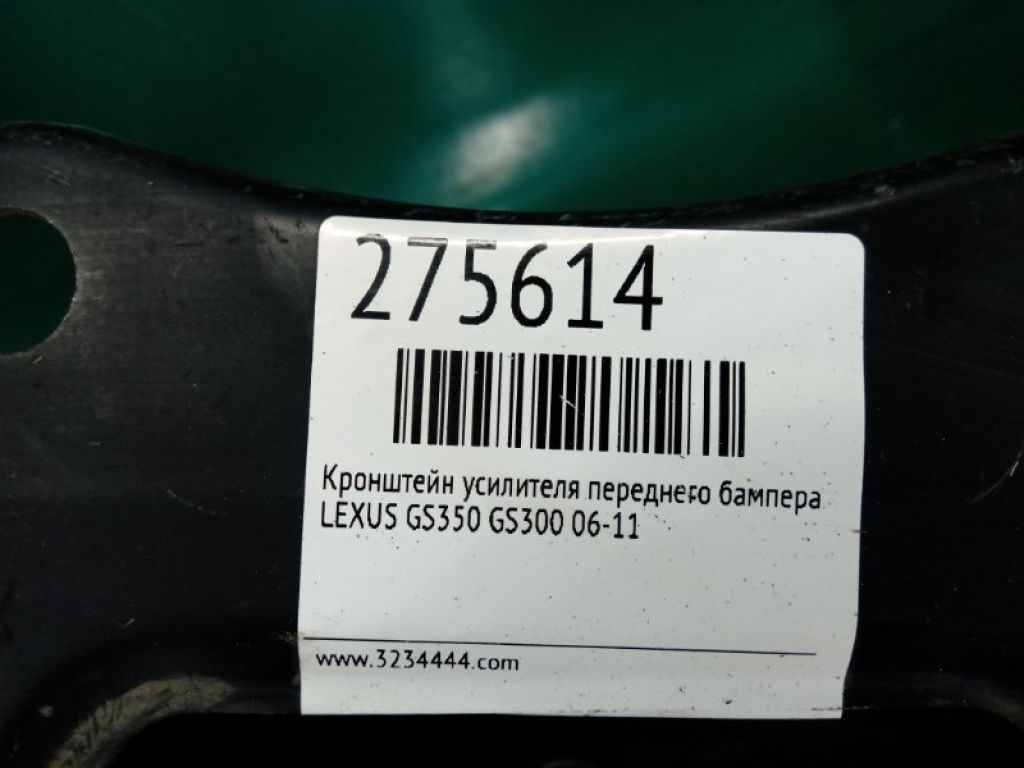 275614
Кронштейн усилителя переднего бампера
LEXUS GS350 GS300 06-11
www.3234444.com